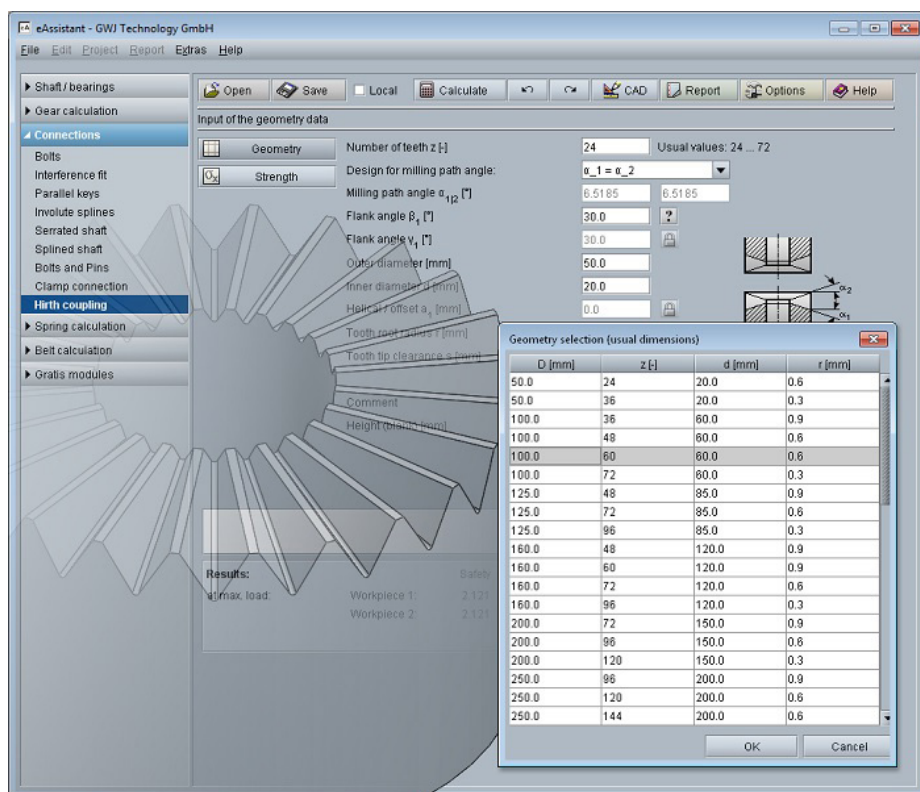 eAssistant - GWJ Technology GmbH
File Edit Project Report Extras Help
Shaft / bearings
Gear calculation
Connections
Bolts
Interference fit
Parallel keys
Involute splines
Serrated shaft
Splined shaft
Bolts and Pins
Clamp connection
Hirth coupling
Spring calculation
Belt calculation
Gratis modules
Open Save Local Calculate CAD Report Options Help
Input of the geometry data
Geometry
Strength
Number of teeth z [-] 24 Usual values: 24 ... 72
Design for milling path angle: α_1 = α_2
Milling path angle α1|2 [°] 6.5185 6.5185
Flank angle β1 [°] 30.0 ?
Flank angle γ1 [°] 30.0
Outer diameter [mm] 50.0
Inner diameter d [mm] 20.0
Helical / offset a1 [mm] 0.0
Tooth root radius r [mm]
Tooth tip clearance s [mm]
Comment
Height (blank) [mm]
α2
α1
Results: Safety
at max. load: Workpiece 1: 2.121
Workpiece 2: 2.121
Geometry selection (usual dimensions)
D [mm] z [-] d [mm] r [mm]
50.0 24 20.0 0.6
50.0 36 20.0 0.3
100.0 36 60.0 0.9
100.0 48 60.0 0.6
100.0 60 60.0 0.6
100.0 72 60.0 0.3
125.0 48 85.0 0.9
125.0 72 85.0 0.6
125.0 96 85.0 0.3
160.0 48 120.0 0.9
160.0 60 120.0 0.9
160.0 72 120.0 0.6
160.0 96 120.0 0.3
200.0 72 150.0 0.9
200.0 96 150.0 0.6
200.0 120 150.0 0.3
250.0 96 200.0 0.9
250.0 120 200.0 0.6
250.0 144 200.0 0.6
OK Cancel